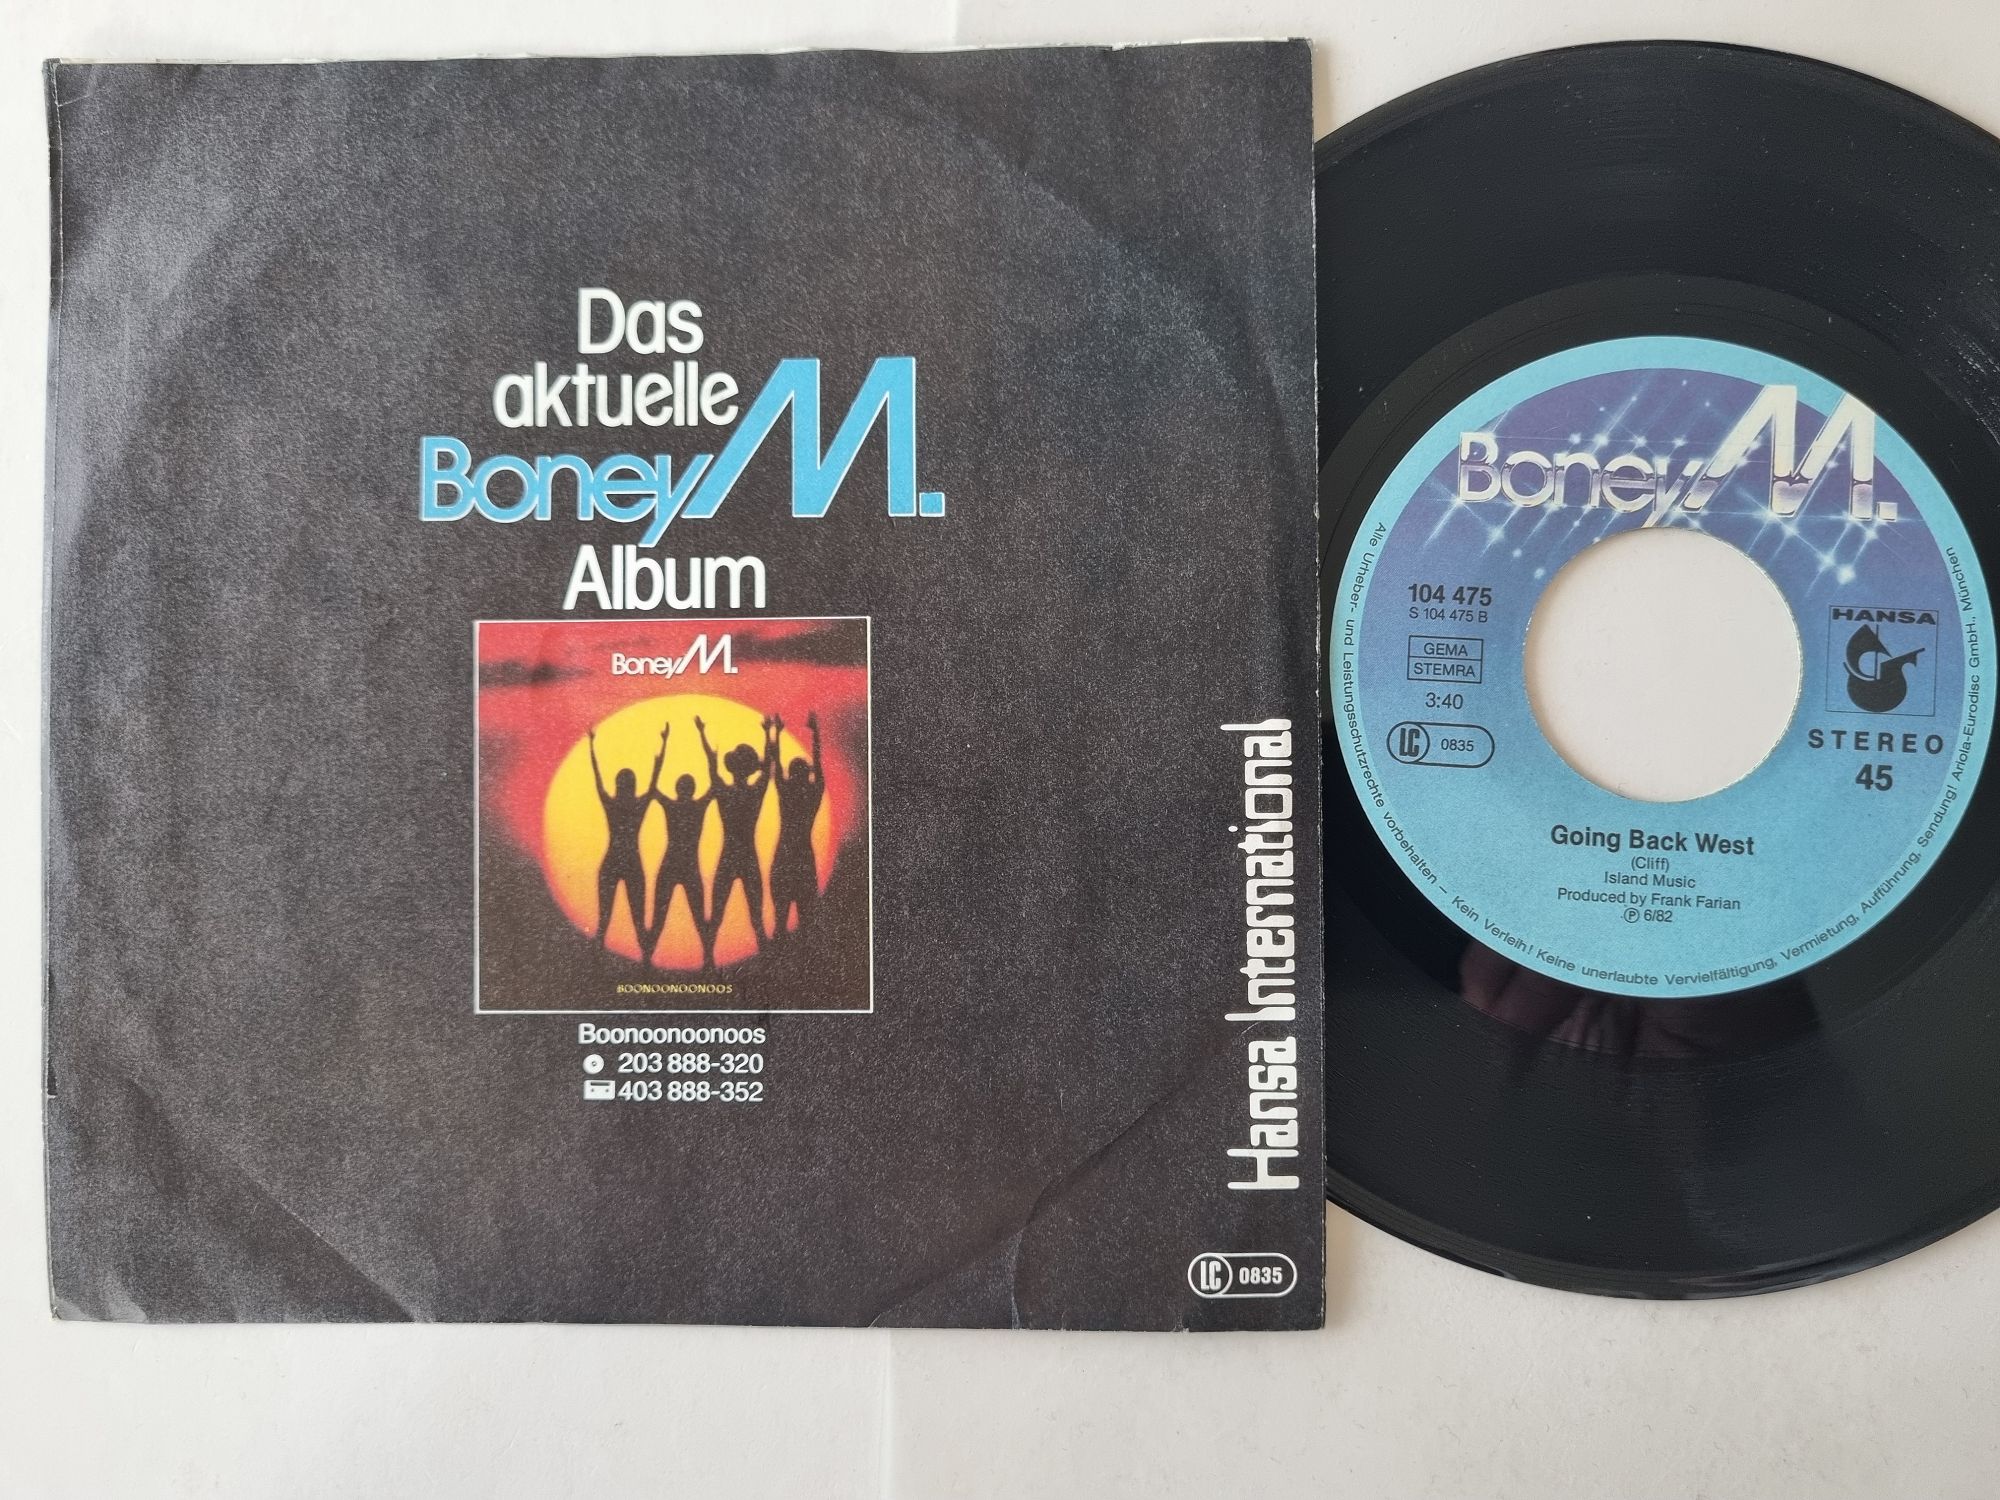 Das
aktuelle
Boney M.
Album
Boney M.
BOONOONOONOOS
Boonoonoonoos
203 888-320
403 888-352
Hansa International
LC 0835
Boney M.
104 475
S 104 475 B
GEMA
STEMRA
3:40
LC 0835
HANSA
STEREO
45
Going Back West
(Cliff)
Island Music
Produced by Frank Farian
Ⓟ 6/82
Alle Urheber- und Leistungsschutzrechte vorbehalten – Kein Verleih! Keine unerlaubte Vervielfältigung, Vermietung, Aufführung, Sendung! Ariola-Eurodisc GmbH., München